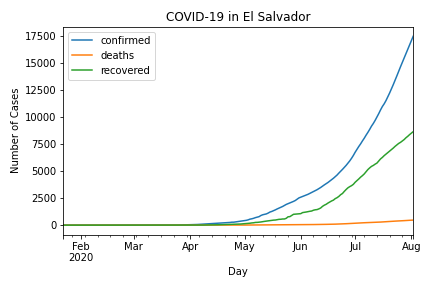 COVID-19 in El Salvador
confirmed
deaths
recovered
Number of Cases
17500
15000
12500
10000
7500
5000
2500
0
Feb
2020
Mar
Apr
May
Jun
Jul
Aug
Day